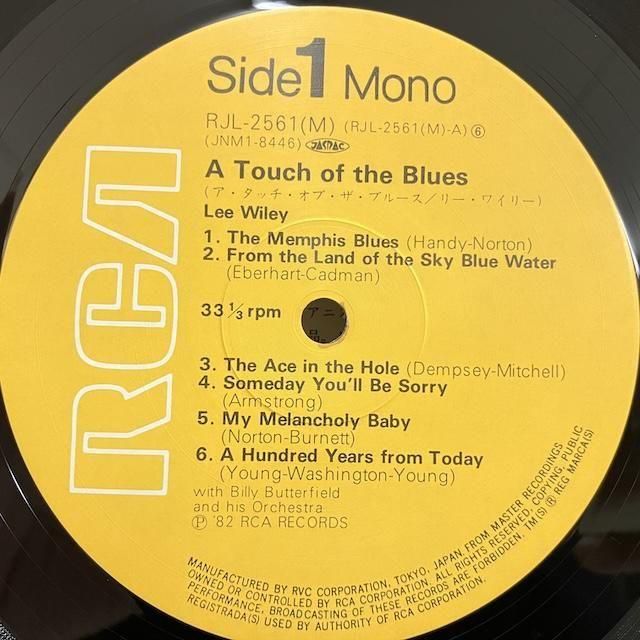 Side 1 Mono
RJL-2561(M) (RJL-2561(M)-A) ⑥
(JNM1-8446) JASRAC
A Touch of the Blues
(ア・タッチ・オブ・ザ・ブルース/リー・ワイリー)
Lee Wiley
1. The Memphis Blues (Handy-Norton)
2. From the Land of the Sky Blue Water
(Eberhart-Cadman)
33 1/3 rpm
3. The Ace in the Hole (Dempsey-Mitchell)
4. Someday You'll Be Sorry
(Armstrong)
5. My Melancholy Baby
(Norton-Burnett)
6. A Hundred Years from Today
(Young-Washington-Young)
with Billy Butterfield
and his Orchestra
Ⓟ '82 RCA RECORDS
RCA
MANUFACTURED BY RVC CORPORATION, TOKYO, JAPAN, FROM MASTER RECORDINGS
OWNED OR CONTROLLED BY RCA CORPORATION. ALL RIGHTS RESERVED, COPYING, PUBLIC
PERFORMANCE, BROADCASTING OF THESE RECORDS ARE FORBIDDEN. TM(S) ® REG MARCA(S)
REGISTRADA(S) USED BY AUTHORITY OF RCA CORPORATION.